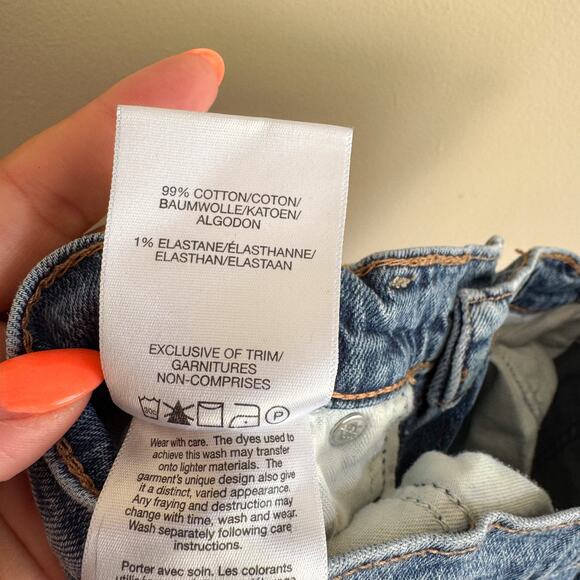 99% COTTON/COTON/
BAUMWOLLE/KATOEN/
ALGODON
1% ELASTANE/ÉLASTHANNE/
ELASTHAN/ELASTAAN
EXCLUSIVE OF TRIM/
GARNITURES
NON-COMPRISES
30C P
Wear with care. The dyes used to
achieve this wash may transfer
onto lighter materials. The
garment's unique design also give
it a distinct, varied appearance.
Any fraying and destruction may
change with time, wash and wear.
Wash separately following care
instructions.
Porter avec soin. Les colorants